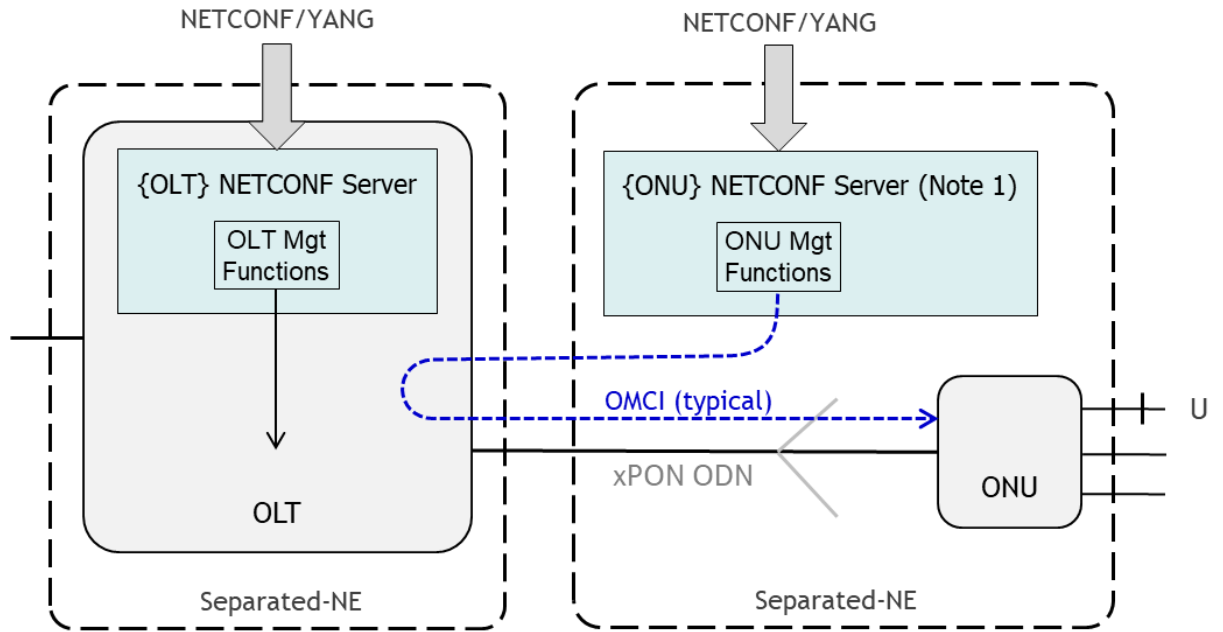 NETCONF/YANG
NETCONF/YANG
{OLT} NETCONF Server
OLT Mgt
Functions
{ONU} NETCONF Server (Note 1)
ONU Mgt
Functions
OMCI (typical)
U
xPON ODN
ONU
OLT
Separated-NE
Separated-NE